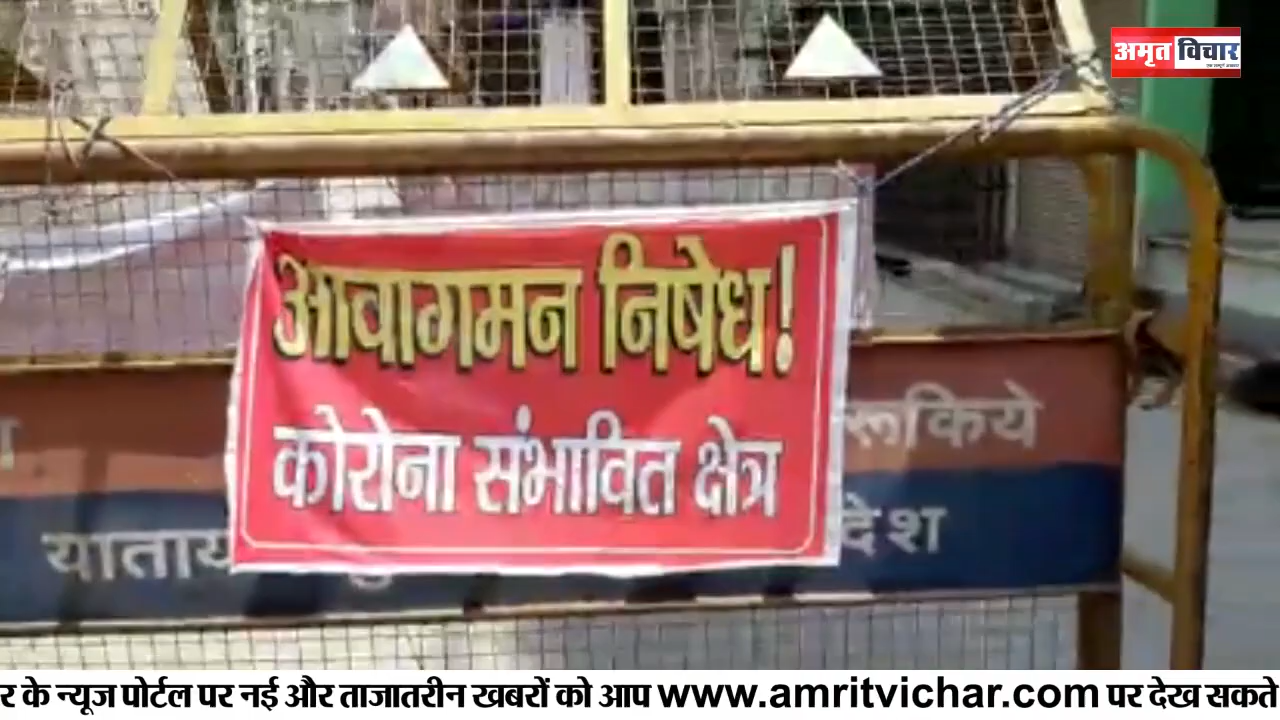 अमृत विचार
आवागमन निषेध!
कोरोना संभावित क्षेत्र
रूकिये
देश
र के न्यूज पोर्टल पर नई और ताजातरीन खबरों को आप www.amritvichar.com पर देख सकते